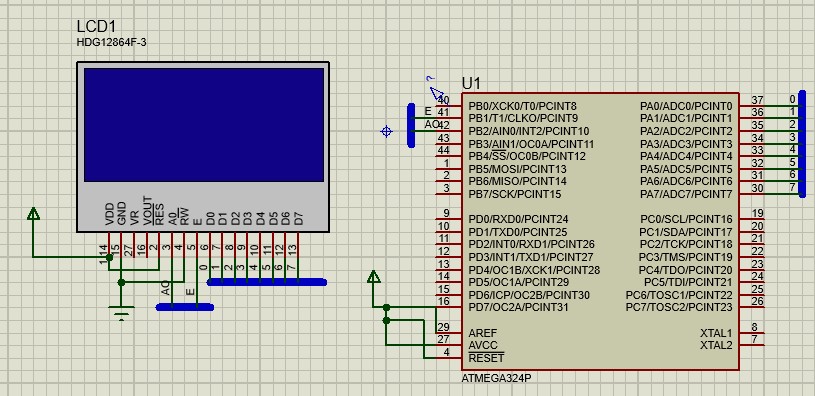 LCD1
HDG12864F-3
VDD GND VR VOUT RES A0 RW E D0 D1 D2 D3 D4 D5 D6 D7
14 15 27 16 2 3 4 5 6 7 8 9 10 11 12 13
0 1 2 3 4 5 6 7
AO E
?
U1
40 PB0/XCK0/T0/PCINT8 PA0/ADC0/PCINT0 37 0
E 41 PB1/T1/CLKO/PCINT9 PA1/ADC1/PCINT1 36 1
AO 42 PB2/AIN0/INT2/PCINT10 PA2/ADC2/PCINT2 35 2
43 PB3/AIN1/OC0A/PCINT11 PA3/ADC3/PCINT3 34 3
44 PB4/SS/OC0B/PCINT12 PA4/ADC4/PCINT4 33 4
1 PB5/MOSI/PCINT13 PA5/ADC5/PCINT5 32 5
2 PB6/MISO/PCINT14 PA6/ADC6/PCINT6 31 6
3 PB7/SCK/PCINT15 PA7/ADC7/PCINT7 30 7
9 PD0/RXD0/PCINT24 PC0/SCL/PCINT16 19
10 PD1/TXD0/PCINT25 PC1/SDA/PCINT17 20
11 PD2/INT0/RXD1/PCINT26 PC2/TCK/PCINT18 21
12 PD3/INT1/TXD1/PCINT27 PC3/TMS/PCINT19 22
13 PD4/OC1B/XCK1/PCINT28 PC4/TDO/PCINT20 23
14 PD5/OC1A/PCINT29 PC5/TDI/PCINT21 24
15 PD6/ICP/OC2B/PCINT30 PC6/TOSC1/PCINT22 25
16 PD7/OC2A/PCINT31 PC7/TOSC2/PCINT23 26
29 AREF XTAL1 8
27 AVCC XTAL2 7
4 RESET
ATMEGA324P